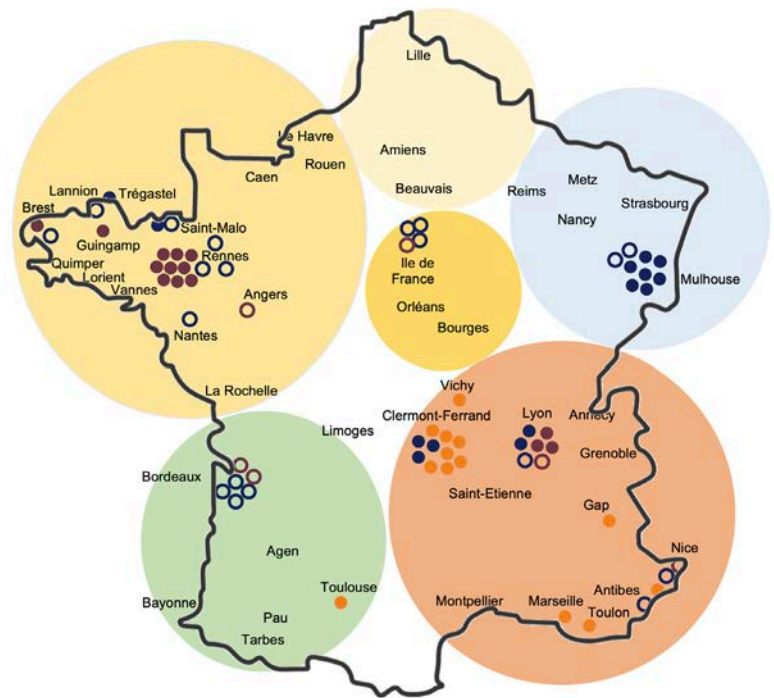 Lille
Le Havre
Rouen
Caen
Amiens
Beauvais
Reims
Metz
Strasbourg
Nancy
Mulhouse
Lannion
Trégastel
Brest
Saint-Malo
Guingamp
Rennes
Quimper
Lorient
Vannes
Angers
Nantes
Ile de
France
Orléans
Bourges
La Rochelle
Vichy
Clermont-Ferrand
Lyon
Annecy
Limoges
Grenoble
Bordeaux
Saint-Etienne
Gap
Agen
Nice
Toulouse
Antibes
Bayonne
Montpellier
Marseille
Toulon
Pau
Tarbes